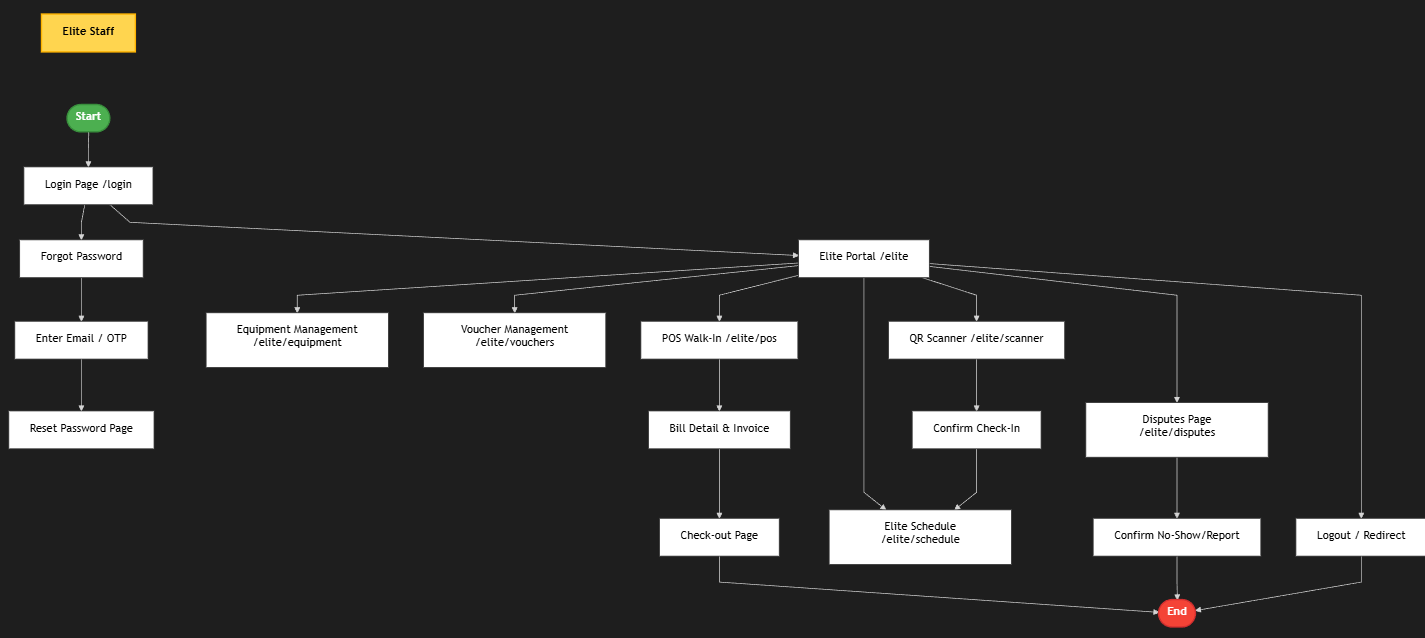 Elite Staff
Start
Login Page /login
Forgot Password
Elite Portal /elite
Equipment Management
/elite/equipment
Voucher Management
/elite/vouchers
Enter Email / OTP
POS Walk-In /elite/pos
QR Scanner /elite/scanner
Reset Password Page
Bill Detail & Invoice
Confirm Check-In
Disputes Page
/elite/disputes
Check-out Page
Elite Schedule
/elite/schedule
Confirm No-Show/Report
Logout / Redirect
End